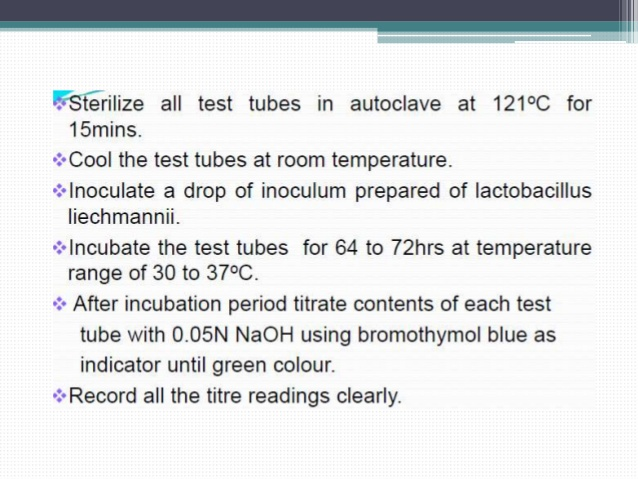 ❖Sterilize all test tubes in autoclave at 121ºC for
15mins.
❖Cool the test tubes at room temperature.
❖Inoculate a drop of inoculum prepared of lactobacillus
liechmannii.
❖Incubate the test tubes for 64 to 72hrs at temperature
range of 30 to 37ºC.
❖ After incubation period titrate contents of each test
tube with 0.05N NaOH using bromothymol blue as
indicator until green colour.
❖Record all the titre readings clearly.